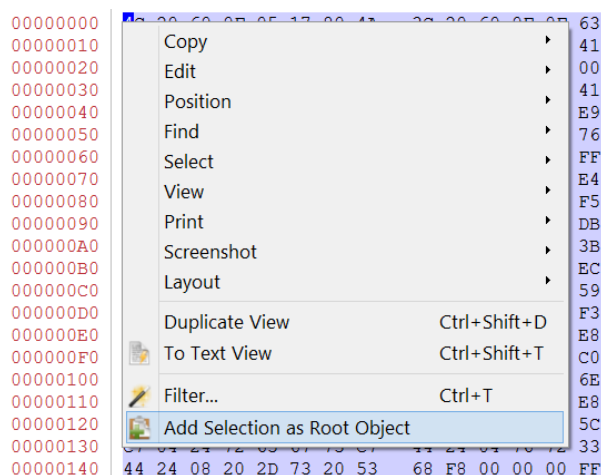 00000000 63
00000010 Copy 41
00000020 Edit 00
00000030 41
00000040 Position E9
00000050 Find 76
00000060 Select FF
00000070 E4
00000080 View F5
00000090 Print DB
000000A0 Screenshot 3B
000000B0 EC
000000C0 Layout 59
000000D0 Duplicate View Ctrl+Shift+D F3
000000E0 E8
000000F0 To Text View Ctrl+Shift+T C0
00000100 6E
00000110 Filter... Ctrl+T E8
00000120 Add Selection as Root Object 5C
00000130 33
00000140 44 24 08 20 2D 73 20 53 68 F8 00 00 00 FF